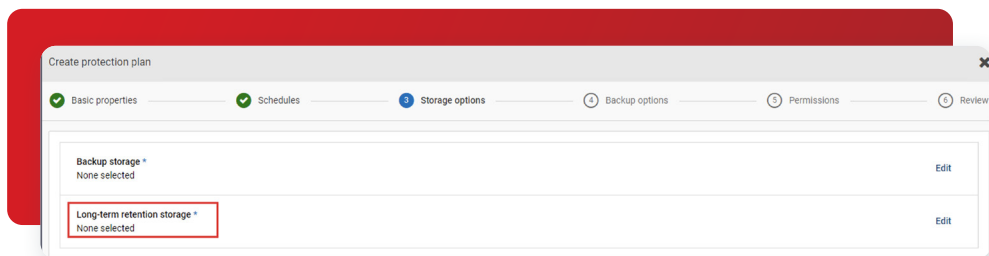 Create protection plan
Basic properties
Schedules
3 Storage options
4 Backup options
5 Permissions
6 Review
Backup storage *
None selected
Edit
Long-term retention storage *
None selected
Edit